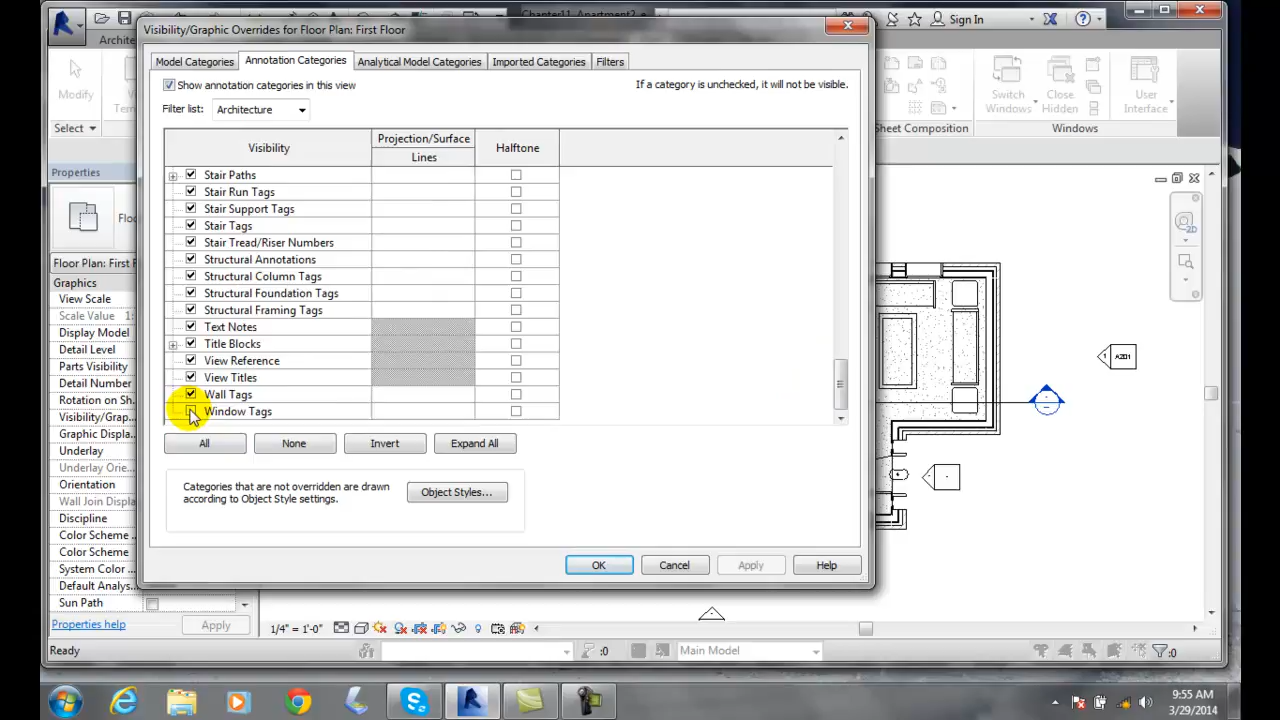 Chapter11_Apartment2
Sign In
Visibility/Graphic Overrides for Floor Plan: First Floor
Archite
Model Categories
Annotation Categories
Analytical Model Categories
Imported Categories
Filters
Show annotation categories in this view
If a category is unchecked, it will not be visible.
Filter list:
Architecture
Modify
Select
Switch Windows
Close Hidden
User Interface
Sheet Composition
Windows
Visibility
Projection/Surface
Lines
Halftone
Stair Paths
Stair Run Tags
Stair Support Tags
Stair Tags
Stair Tread/Riser Numbers
Structural Annotations
Structural Column Tags
Structural Foundation Tags
Structural Framing Tags
Text Notes
Title Blocks
View Reference
View Titles
Wall Tags
Window Tags
All
None
Invert
Expand All
Categories that are not overridden are drawn
according to Object Style settings.
Object Styles...
OK
Cancel
Apply
Help
Properties
Floo
Floor Plan: First F
Graphics
View Scale
Scale Value 1:
Display Model
Detail Level
Parts Visibility
Detail Number
Rotation on Sh...
Visibility/Grap...
Graphic Displa...
Underlay
Underlay Orie...
Orientation
Wall Join Displa
Discipline
Color Scheme
Color Scheme
System Color ...
Default Analys...
Sun Path
Properties help
Apply
2D
1
A201
1/4" = 1'-0"
Ready
:0
Main Model
:0
9:55 AM
3/29/2014